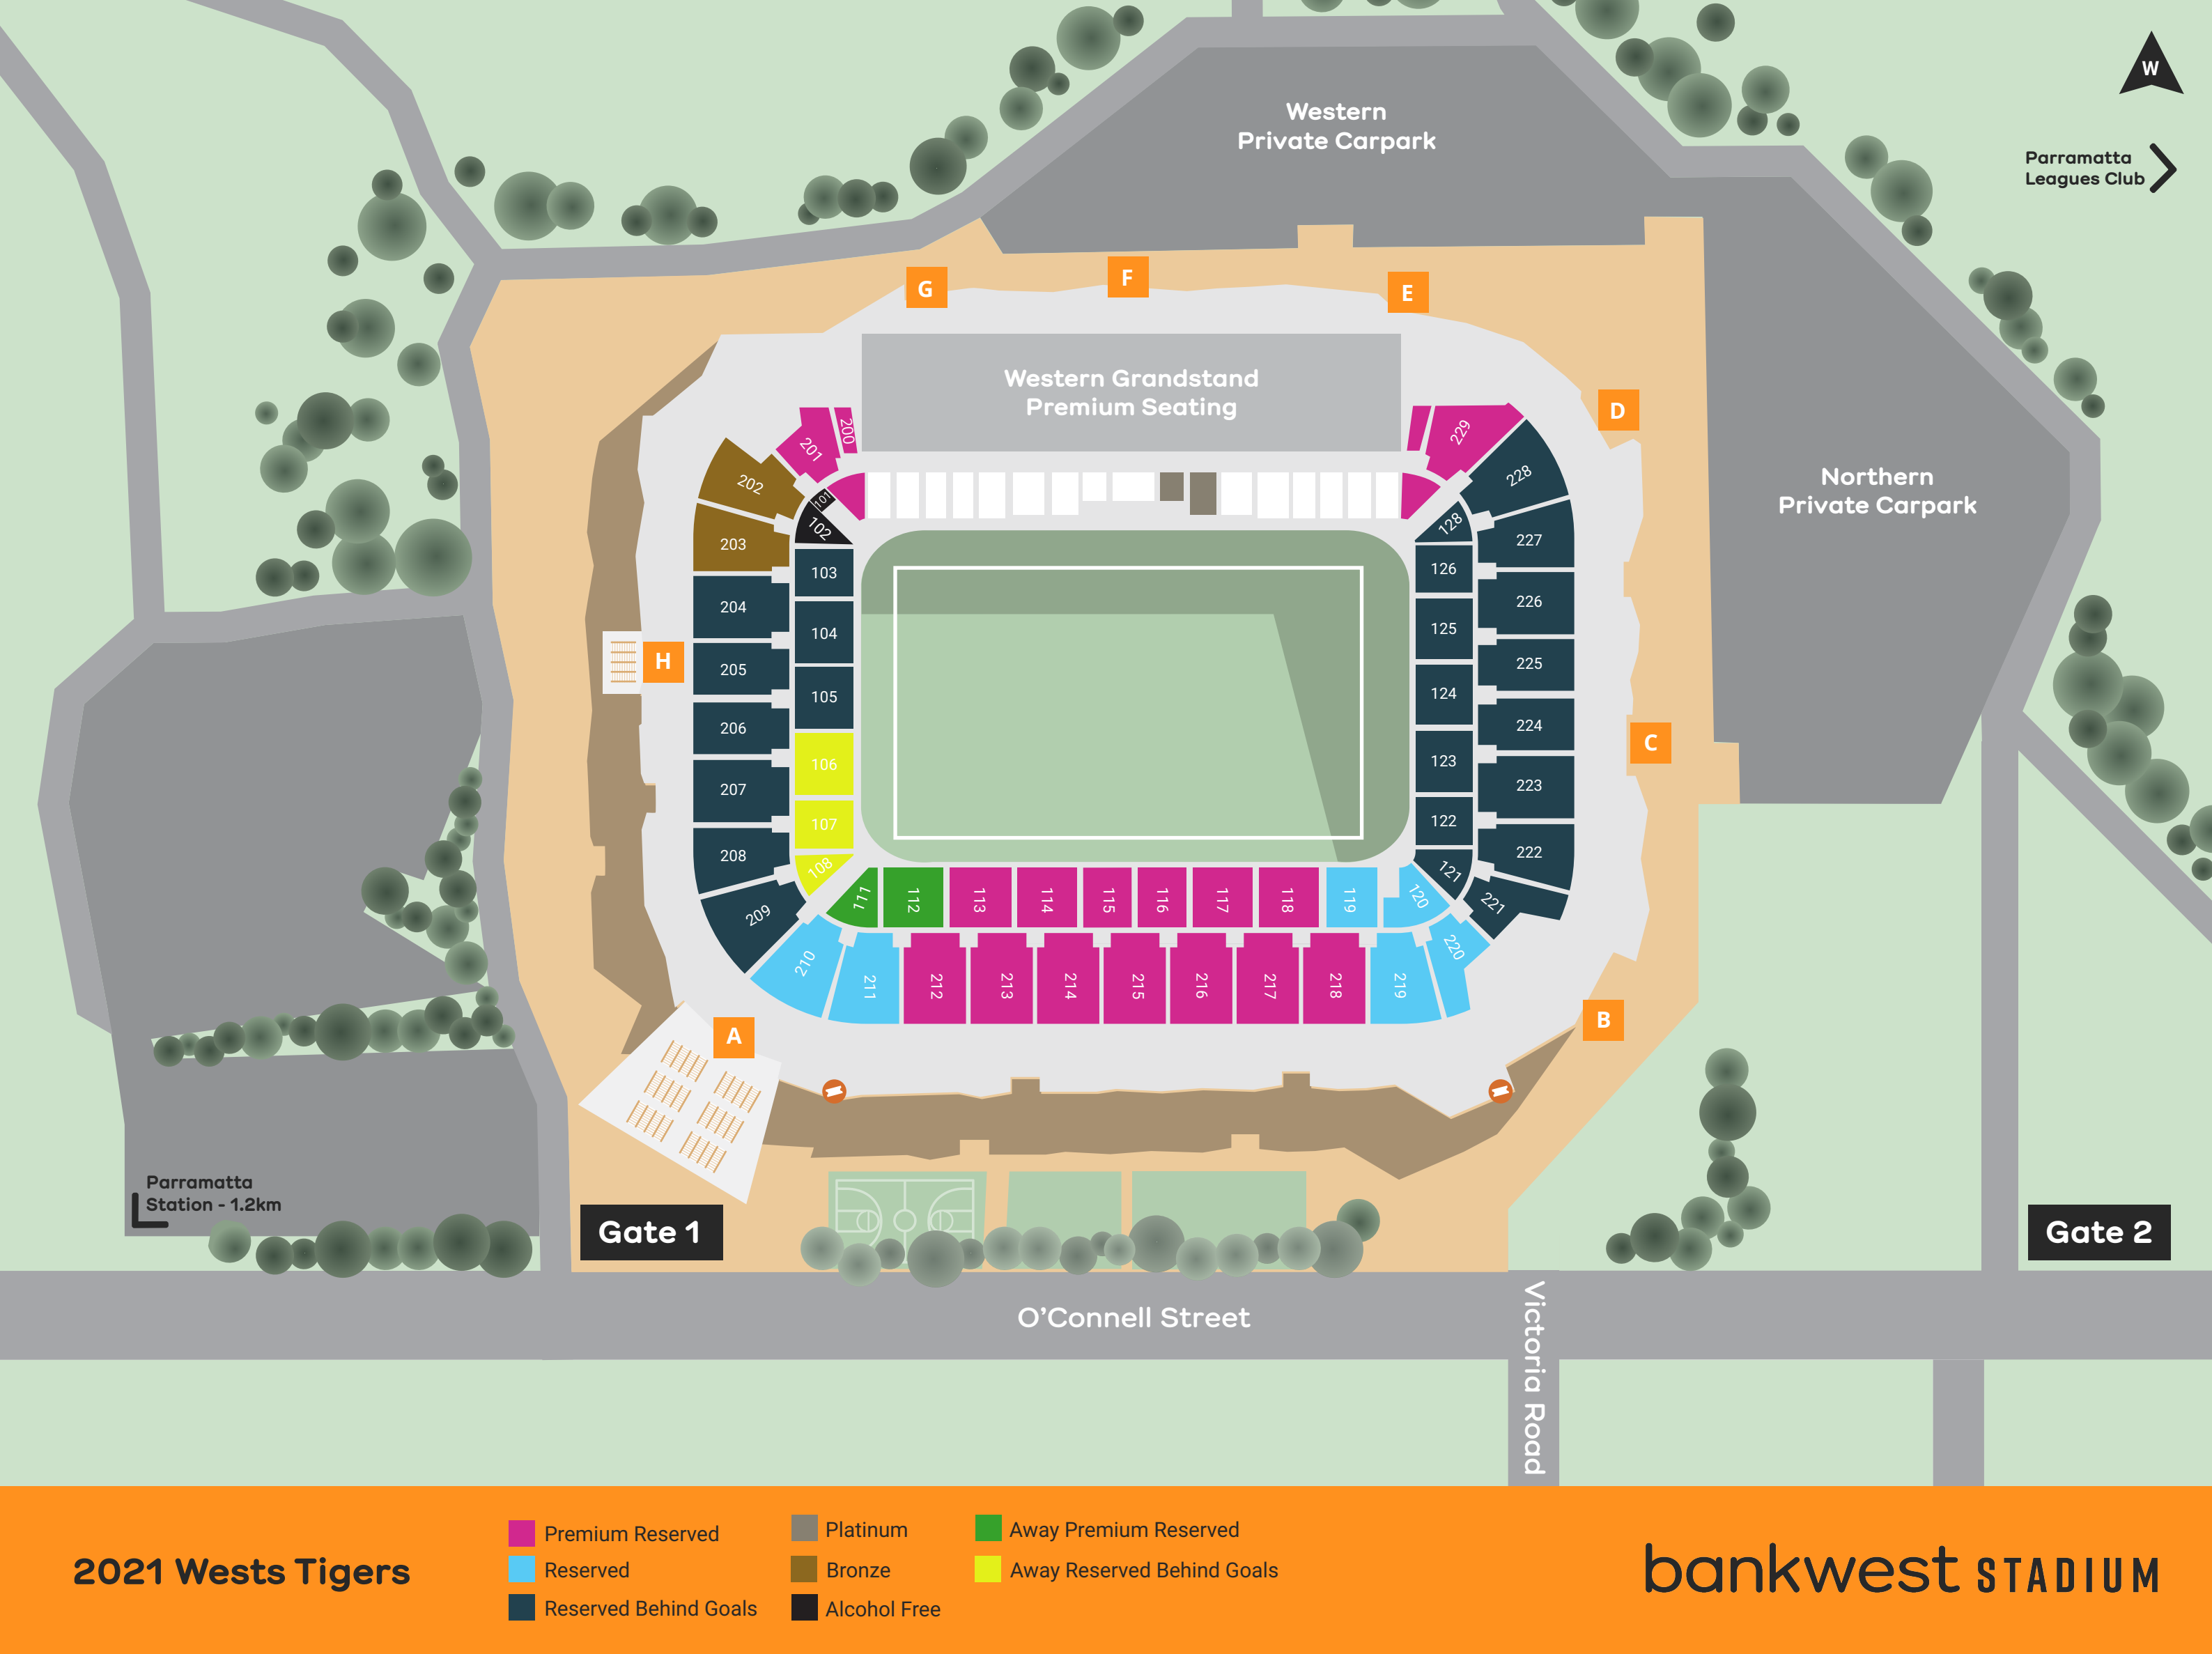 W
Western
Private Carpark
Parramatta
Leagues Club
G
F
E
D
Western Grandstand
Premium Seating
Northern
Private Carpark
200
201
229
202
101
102
228
128
203
227
103
126
204
226
104
125
H
205
225
105
124
206
224
C
106
123
207
223
107
122
208
222
108
121
209
221
111
112
113
114
115
116
117
118
119
120
210
211
212
213
214
215
216
217
218
219
220
A
B
Parramatta
Station - 1.2km
Gate 1
Gate 2
O'Connell Street
Victoria Road
2021 Wests Tigers
Premium Reserved
Reserved
Reserved Behind Goals
Platinum
Bronze
Alcohol Free
Away Premium Reserved
Away Reserved Behind Goals
bankwest STADIUM